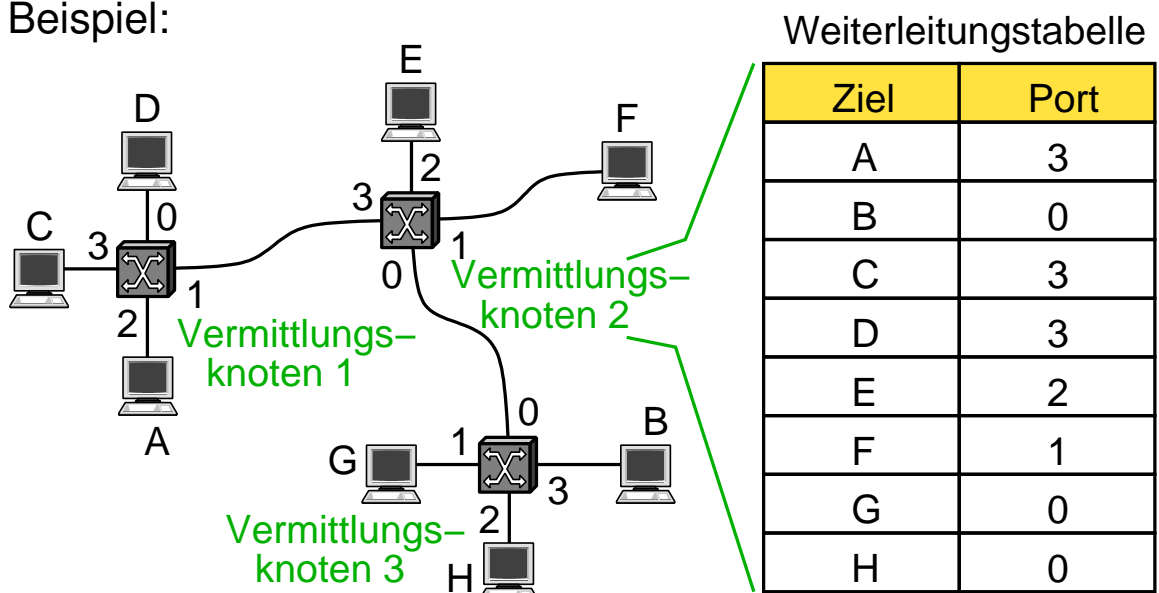 Beispiel:
Weiterleitungstabelle
Ziel Port
A 3
B 0
C 3
D 3
E 2
F 1
G 0
H 0
E
D
F
2
3
0
C
3
1
0
1
Vermittlungs–
knoten 2
2
Vermittlungs–
knoten 1
A
0
B
1
G
3
2
Vermittlungs–
knoten 3
H